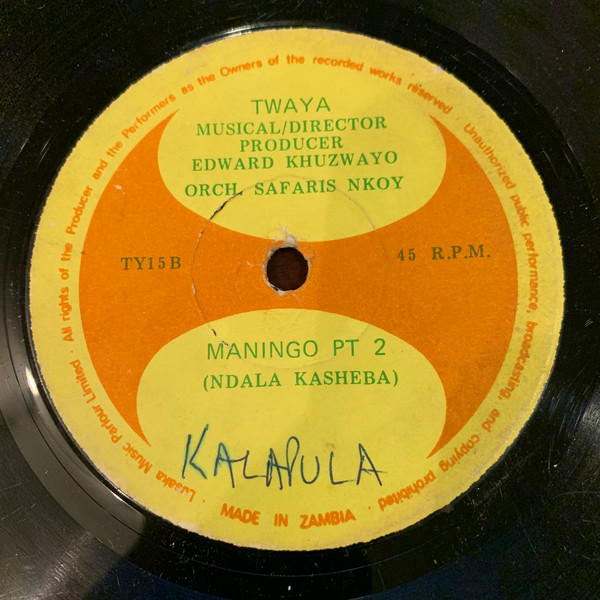 TWAYA
MUSICAL/DIRECTOR
PRODUCER
EDWARD KHUZWAYO
ORCH. SAFARIS NKOY
TY15B
45 R.P.M.
MANINGO PT 2
(NDALA KASHEBA)
KALAPULA
Lusaka Music Parlour Limited · All rights of the Producer and the Performers as the Owners of the recorded works reserved · Unauthorized public performance, broadcasting, and copying prohibited ·
MADE IN ZAMBIA